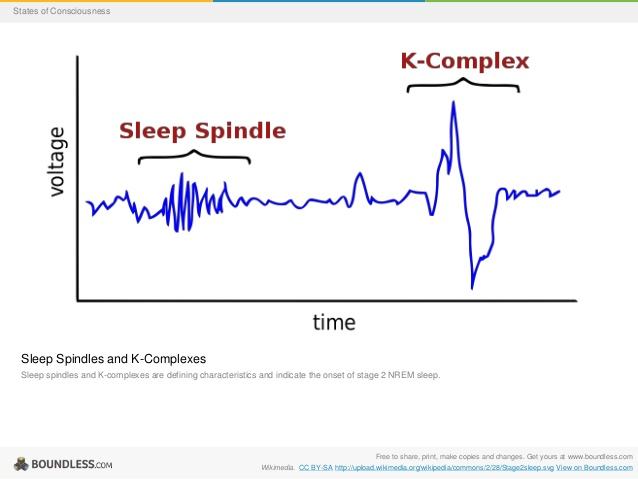 States of Consciousness
K-Complex
Sleep Spindle
voltage
time
Sleep Spindles and K-Complexes
Sleep spindles and K-complexes are defining characteristics and indicate the onset of stage 2 NREM sleep.
Free to share, print, make copies and changes. Get yours at www.boundless.com
BOUNDLESS.COM
Wikimedia. CC BY-SA http://upload.wikimedia.org/wikipedia/commons/2/28/Stage2sleep.svg View on Boundless.com